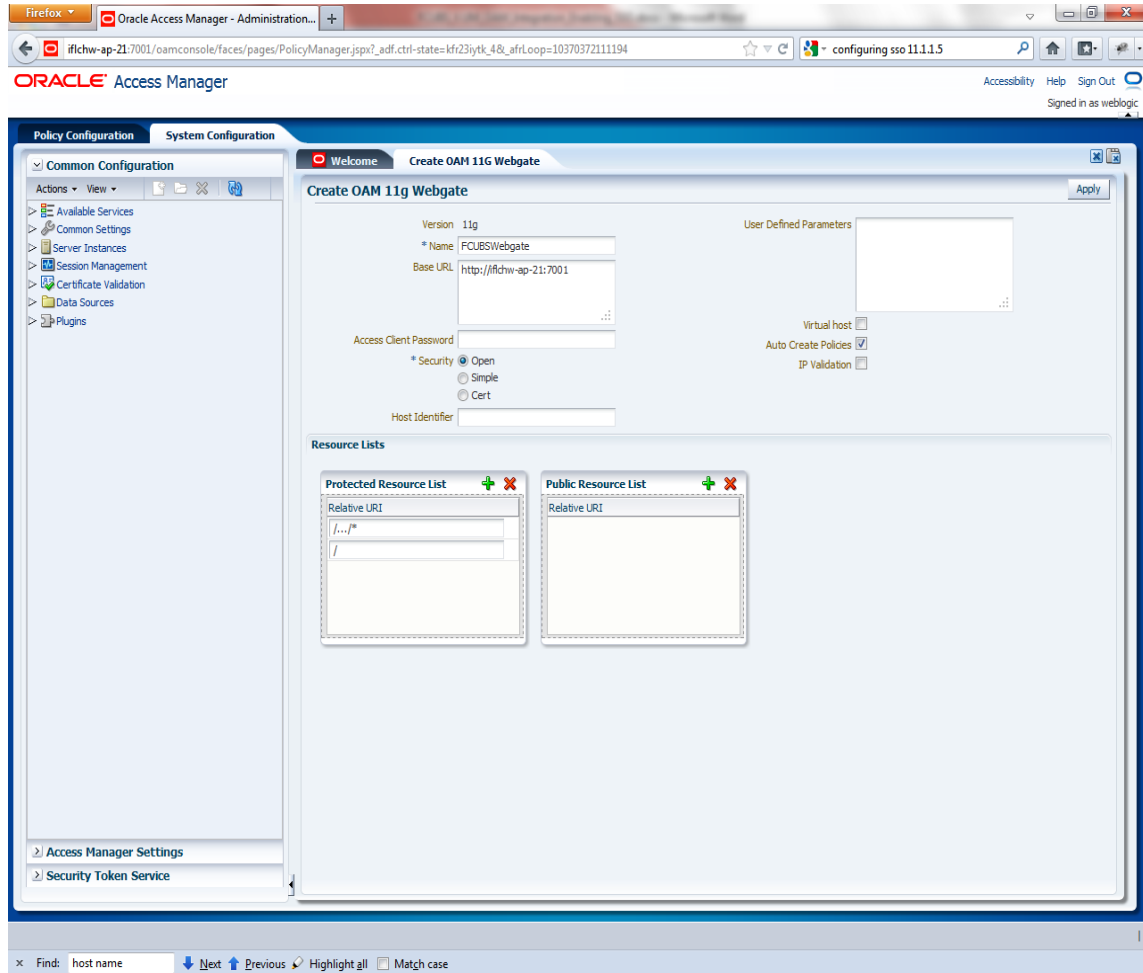 Firefox
Oracle Access Manager - Administration...
iflchw-ap-21:7001/oamconsole/faces/pages/PolicyManager.jspx?_adf.ctrl-state=kfr23iytk_4&_afrLoop=10370372111194
configuring sso 11.1.1.5
ORACLE Access Manager
Accessibility Help Sign Out
Signed in as weblogic
Policy Configuration System Configuration
Common Configuration
Actions View
Available Services
Common Settings
Server Instances
Session Management
Certificate Validation
Data Sources
Plugins
Access Manager Settings
Security Token Service
Welcome Create OAM 11G Webgate
Create OAM 11g Webgate Apply
Version 11g
* Name FCUBSWebgate
Base URL http://iflchw-ap-21:7001
Access Client Password
* Security Open
Simple
Cert
Host Identifier
User Defined Parameters
Virtual host
Auto Create Policies
IP Validation
Resource Lists
Protected Resource List
Relative URI
/.../*
/
Public Resource List
Relative URI
x Find: host name Next Previous Highlight all Match case